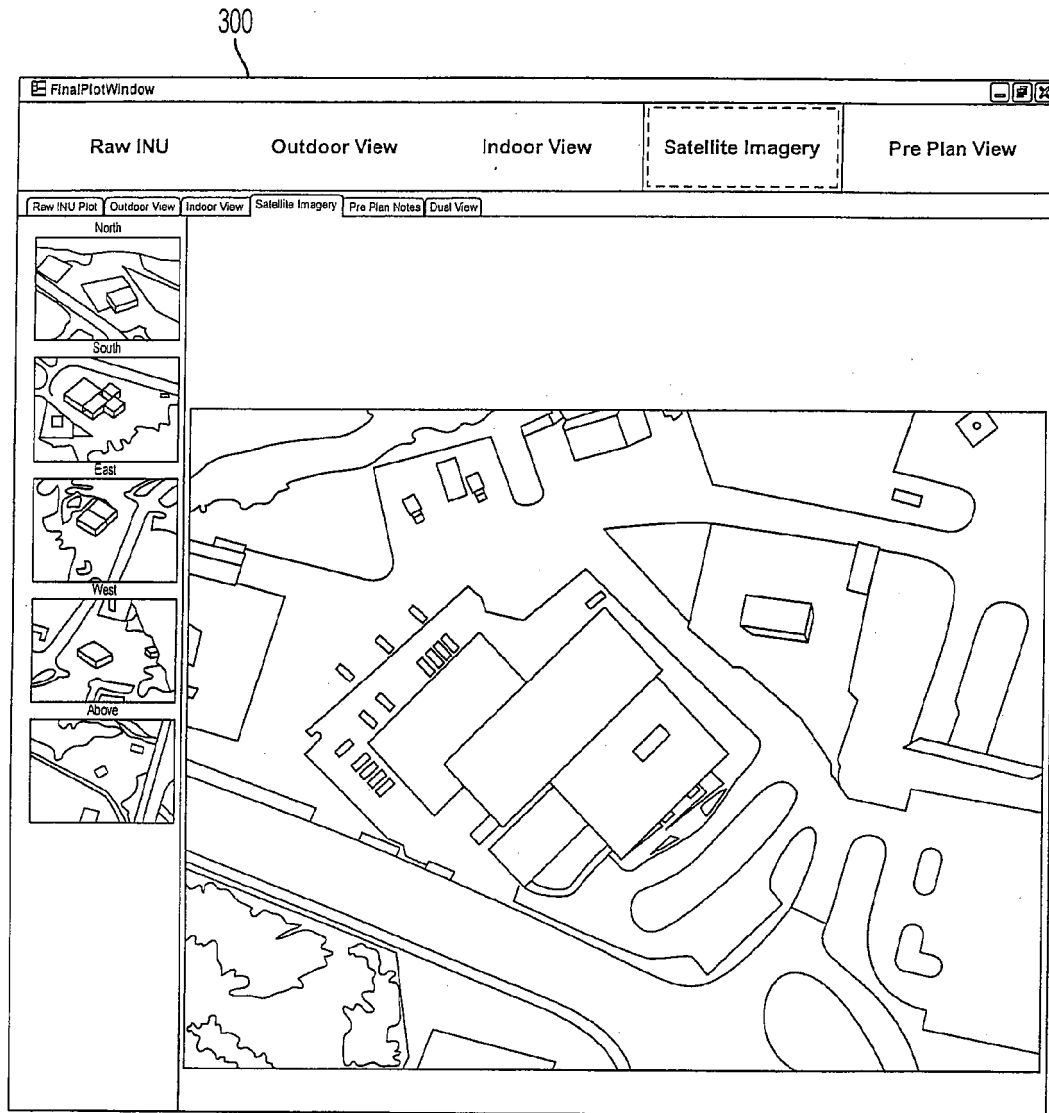 300
FinalPlotWindow
Raw INU Outdoor View Indoor View Satellite Imagery Pre Plan View
Raw INU Plot Outdoor View Indoor View Satellite Imagery Pre Plan Notes Dual View
North
South
East
West
Above